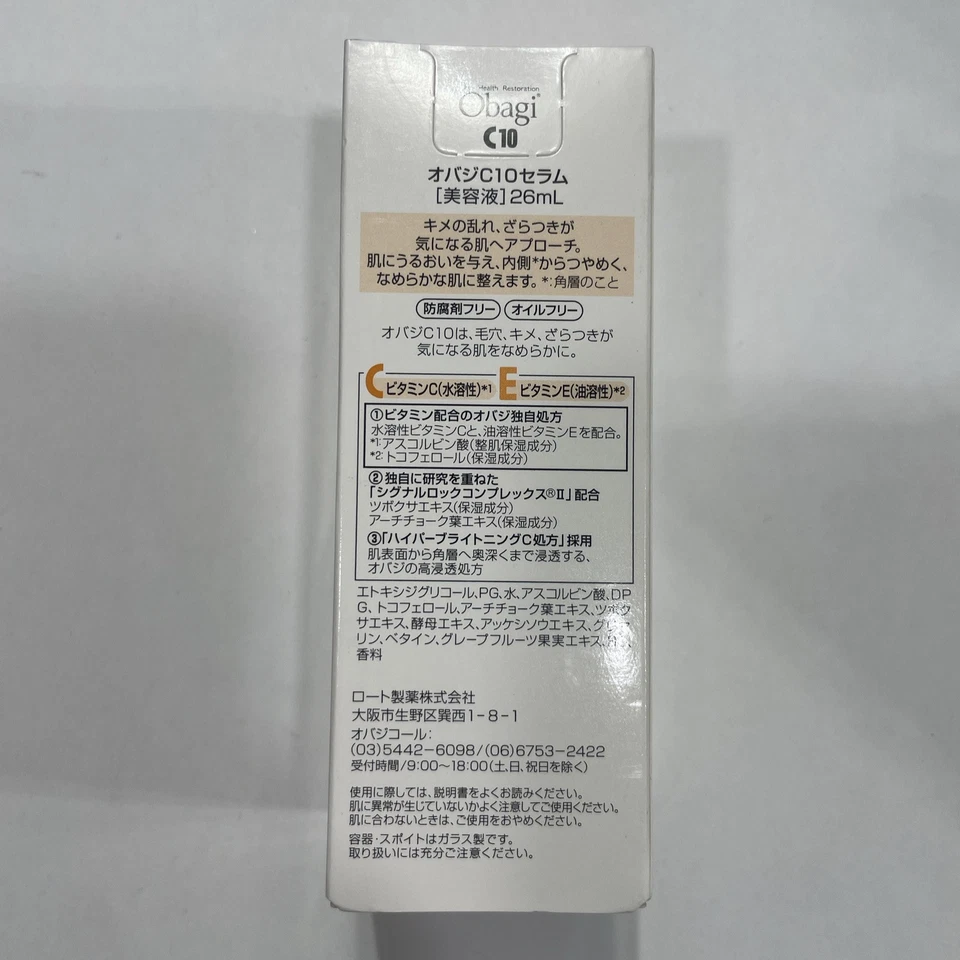 Health Restoration
Obagi®
C10
オバジC10セラム
[美容液]26mL
キメの乱れ、ざらつきが
気になる肌へアプローチ。
肌にうるおいを与え、内側*からつやめく、
なめらかな肌に整えます。*:角層のこと
防腐剤フリー オイルフリー
オバジC10は、毛穴、キメ、ざらつきが
気になる肌をなめらかに。
C ビタミンC(水溶性)*1 E ビタミンE(油溶性)*2
①ビタミン配合のオバジ独自処方
水溶性ビタミンCと、油溶性ビタミンEを配合。
*1:アスコルビン酸(整肌保湿成分)
*2:トコフェロール(保湿成分)
②独自に研究を重ねた
「シグナルロックコンプレックス®Ⅱ」配合
ツボクサエキス(保湿成分)
アーチチョーク葉エキス(保湿成分)
③「ハイパーブライトニングC処方」採用
肌表面から角層へ奥深くまで浸透する、
オバジの高浸透処方
エトキシジグリコール、PG、水、アスコルビン酸、DP
G、トコフェロール、アーチチョーク葉エキス、ツボク
サエキス、酵母エキス、アッケシソウエキス、グリセ
リン、ベタイン、グレープフルーツ果実エキス、
香料
ロート製薬株式会社
大阪市生野区巽西1-8-1
オバジコール:
(03)5442-6098/(06)6753-2422
受付時間/9:00〜18:00(土、日、祝日を除く)
使用に際しては、説明書をよくお読みください。
肌に異常が生じていないかよく注意してご使用ください。
肌に合わないときは、ご使用をおやめください。
容器・スポイトはガラス製です。
取り扱いには充分ご注意ください。